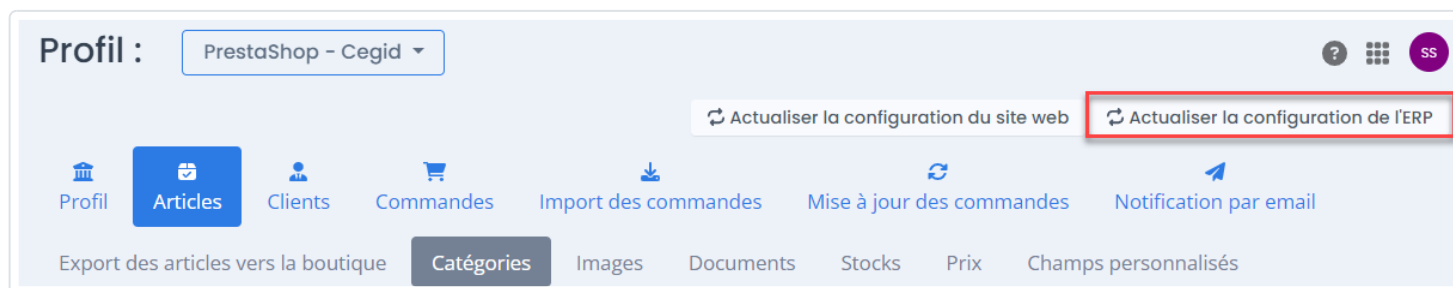 Profil :
PrestaShop - Cegid
SS
Actualiser la configuration du site web
Actualiser la configuration de l'ERP
Profil
Articles
Clients
Commandes
Import des commandes
Mise à jour des commandes
Notification par email
Export des articles vers la boutique
Catégories
Images
Documents
Stocks
Prix
Champs personnalisés